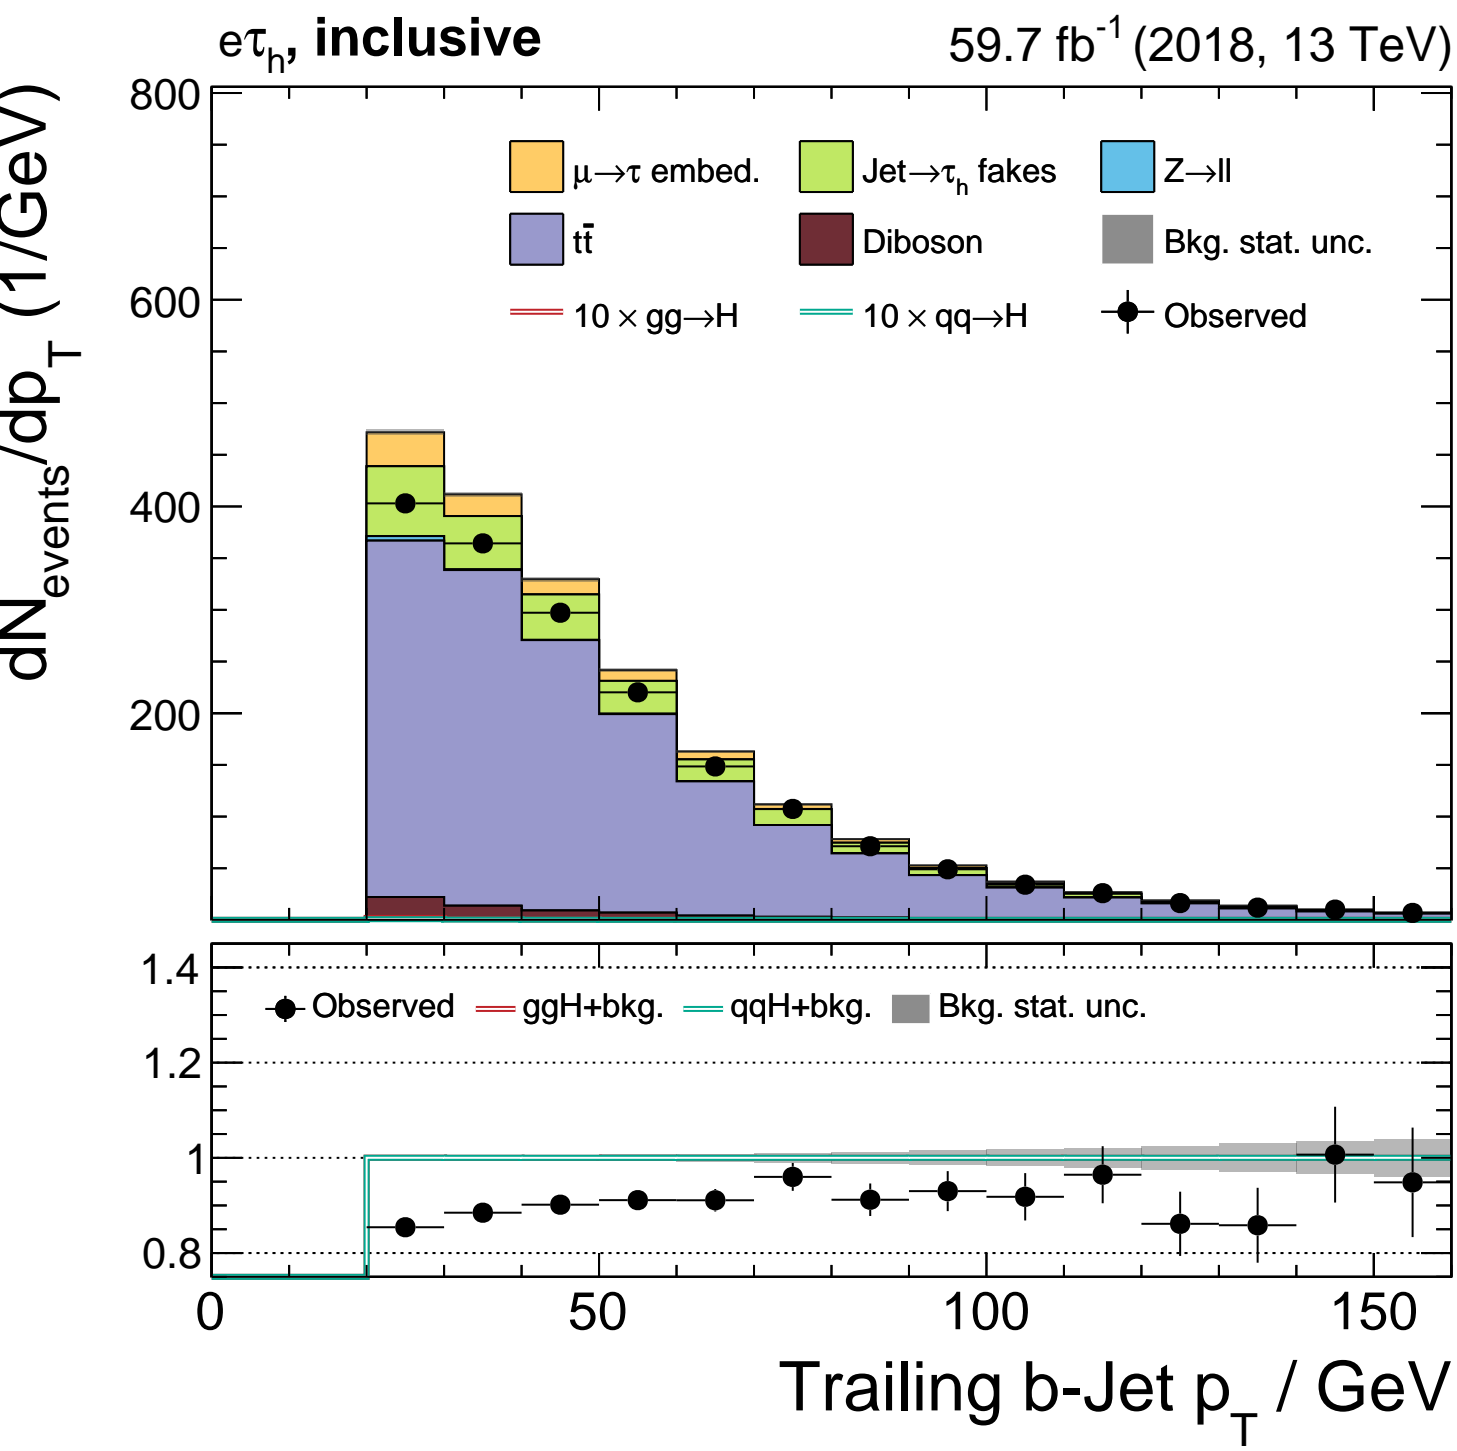 eτh, inclusive 59.7 fb-1 (2018, 13 TeV)
dNevents/dpT (1/GeV)
800
600
400
200
μ→τ embed. Jet→τh fakes Z→ll
tt̄ Diboson Bkg. stat. unc.
10 × gg→H 10 × qq→H Observed
1.4
1.2
1
0.8
Observed ggH+bkg. qqH+bkg. Bkg. stat. unc.
0 50 100 150
Trailing b-Jet pT / GeV